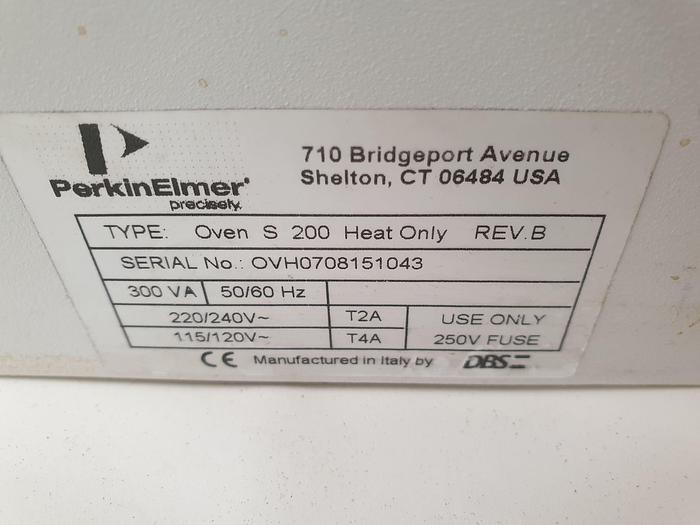 PerkinElmer®
precisely.
710 Bridgeport Avenue
Shelton, CT 06484 USA
TYPE: Oven S 200 Heat Only REV.B
SERIAL No.: OVH0708151043
300 VA 50/60 Hz
220/240V~ T2A USE ONLY
115/120V~ T4A 250V FUSE
CE Manufactured in Italy by DBS